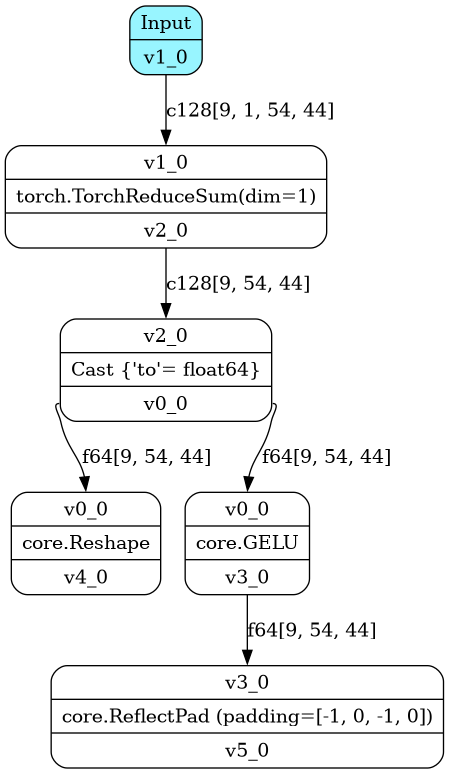 Input
v1_0
c128[9, 1, 54, 44]
v1_0
torch.TorchReduceSum(dim=1)
v2_0
c128[9, 54, 44]
v2_0
Cast {'to'= float64}
v0_0
f64[9, 54, 44]
f64[9, 54, 44]
v0_0
core.Reshape
v4_0
v0_0
core.GELU
v3_0
f64[9, 54, 44]
v3_0
core.ReflectPad (padding=[-1, 0, -1, 0])
v5_0